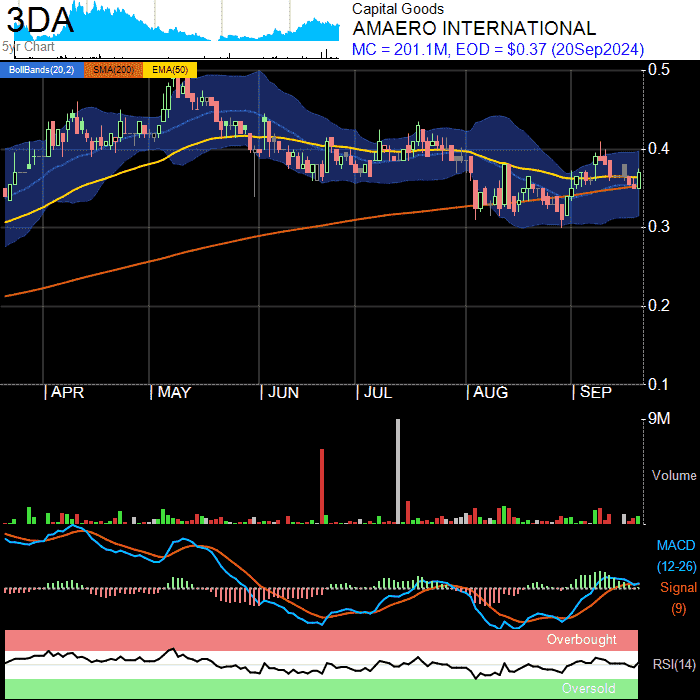 3DA
5yr Chart
Capital Goods
AMAERO INTERNATIONAL
MC = 201.1M, EOD = $0.37 (20Sep2024)
BollBands(20,2) SMA(200) EMA(50)
0.5
0.4
0.3
0.2
0.1
APR MAY JUN JUL AUG SEP
9M
Volume
MACD
(12-26)
Signal
(9)
Overbought
RSI(14)
Oversold